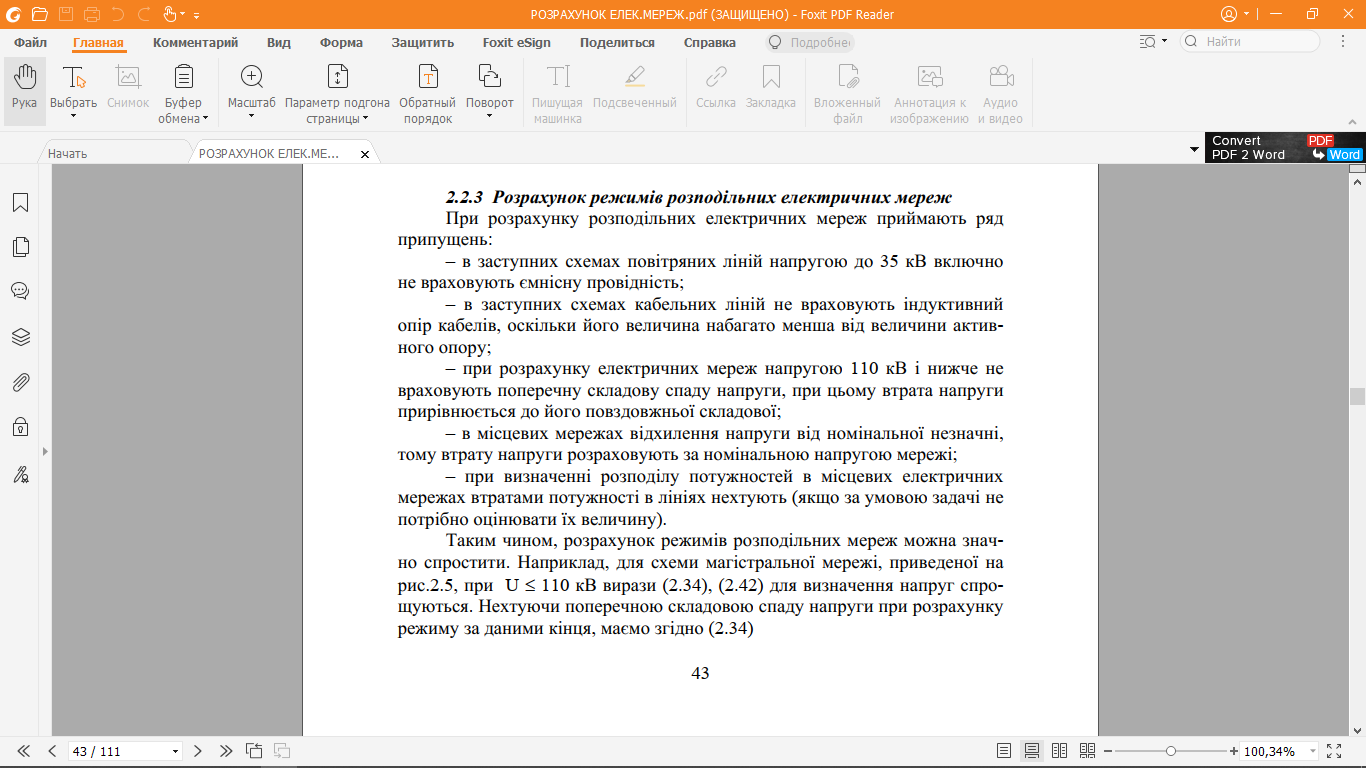 РОЗРАХУНОК ЕЛЕК.МЕРЕЖ.pdf (ЗАЩИЩЕНО) - Foxit PDF Reader
Файл Главная Комментарий Вид Форма Защитить Foxit eSign Поделиться Справка Подробнее Найти
Рука Выбрать Снимок Буфер обмена Масштаб Параметр подгона страницы Обратный порядок Поворот Пишущая машинка Подсвеченный Ссылка Закладка Вложенный файл Аннотация к изображению Аудио и видео
Начать РОЗРАХУНОК ЕЛЕК.МЕ...
Convert PDF
PDF 2 Word Word
2.2.3 Розрахунок режимів розподільних електричних мереж
При розрахунку розподільних електричних мереж приймають ряд
припущень:
– в заступних схемах повітряних ліній напругою до 35 кВ включно
не враховують ємнісну провідність;
– в заступних схемах кабельних ліній не враховують індуктивний
опір кабелів, оскільки його величина набагато менша від величини актив-
ного опору;
– при розрахунку електричних мереж напругою 110 кВ і нижче не
враховують поперечну складову спаду напруги, при цьому втрата напруги
прирівнюється до його повздовжньої складової;
– в місцевих мережах відхилення напруги від номінальної незначні,
тому втрату напруги розраховують за номінальною напругою мережі;
– при визначенні розподілу потужностей в місцевих електричних
мережах втратами потужності в лініях нехтують (якщо за умовою задачі не
потрібно оцінювати їх величину).
Таким чином, розрахунок режимів розподільних мереж можна знач-
но спростити. Наприклад, для схеми магістральної мережі, приведеної на
рис.2.5, при U ≤ 110 кВ вирази (2.34), (2.42) для визначення напруг спро-
щуються. Нехтуючи поперечною складовою спаду напруги при розрахунку
режиму за даними кінця, маємо згідно (2.34)
43
43 / 111 100,34%